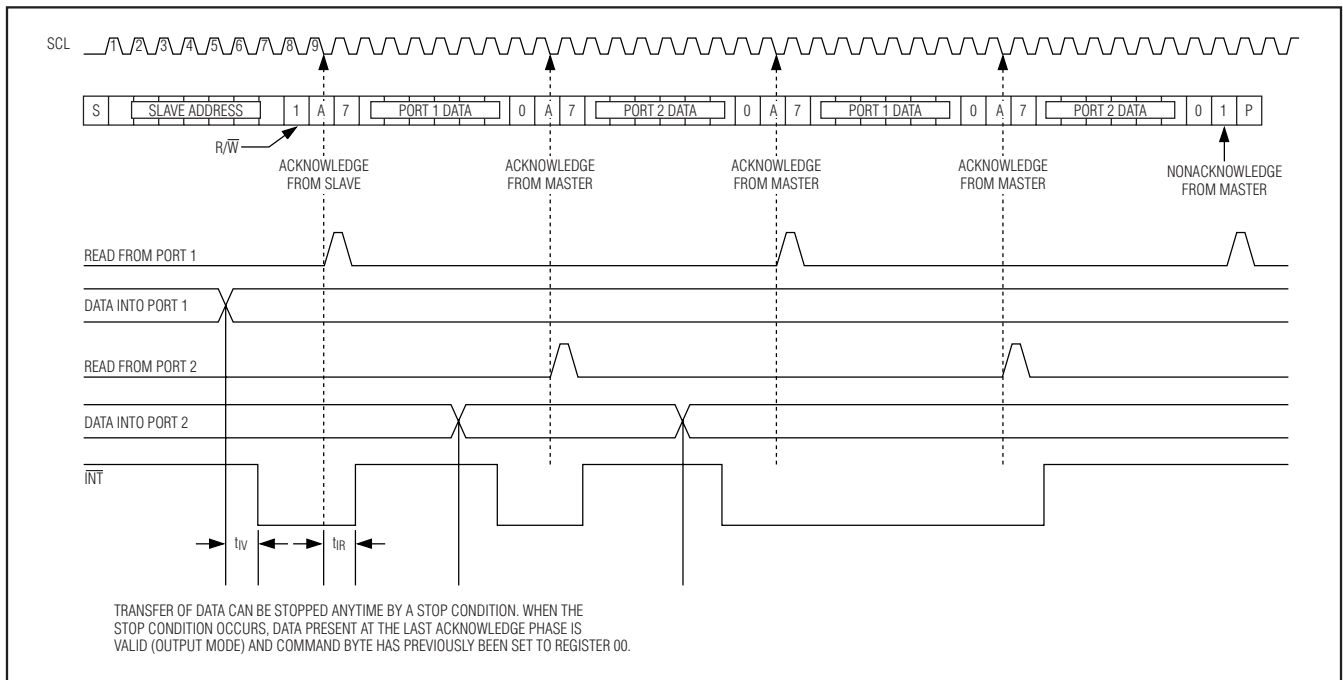 SCL 1 2 3 4 5 6 7 8 9
S SLAVE ADDRESS 1 A 7 PORT 1 DATA 0 A 7 PORT 2 DATA 0 A 7 PORT 1 DATA 0 A 7 PORT 2 DATA 0 1 P
R/W̅
ACKNOWLEDGE
FROM SLAVE
ACKNOWLEDGE
FROM MASTER
ACKNOWLEDGE
FROM MASTER
ACKNOWLEDGE
FROM MASTER
NONACKNOWLEDGE
FROM MASTER
READ FROM PORT 1
DATA INTO PORT 1
READ FROM PORT 2
DATA INTO PORT 2
I̅N̅T̅
tIV tIR
TRANSFER OF DATA CAN BE STOPPED ANYTIME BY A STOP CONDITION. WHEN THE
STOP CONDITION OCCURS, DATA PRESENT AT THE LAST ACKNOWLEDGE PHASE IS
VALID (OUTPUT MODE) AND COMMAND BYTE HAS PREVIOUSLY BEEN SET TO REGISTER 00.